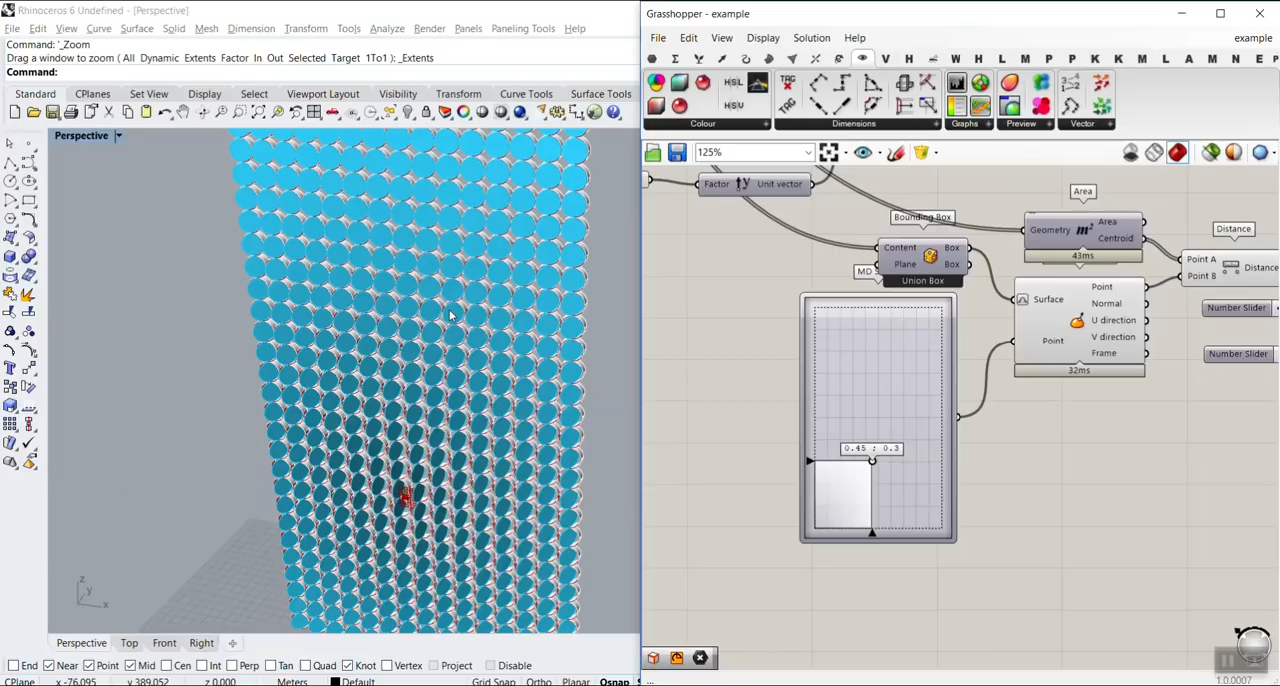 Rhinoceros 6 Undefined - [Perspective]
File Edit View Curve Surface Solid Mesh Dimension Transform Tools Analyze Render Panels Paneling Tools Help
Command: '_Zoom
Drag a window to zoom ( All Dynamic Extents Factor In Out Selected Target 1To1 ): _Extents
Command:
Standard CPlanes Set View Display Select Viewport Layout Visibility Transform Curve Tools Surface Tools
Perspective
z
y
x
Perspective Top Front Right
End Near Point Mid Cen Int Perp Tan Quad Knot Vertex Project Disable
CPlane x -76.095 y 389.052 z 0.000 Meters Default Grid Snap Ortho Planar Osnap
Grasshopper - example
File Edit View Display Solution Help example
V H W H L M V K K M L A M N E P
HSL
HSV
TAG
TAG
Colour Dimensions Graphs Preview Vector
125%
Factor Unit vector
Area
Bounding Box
Geometry Area
Centroid
43ms
Distance
Content Box
Plane Box
Union Box
MD S
Point A
Point B
Distance
Surface
Point
Point
Normal
U direction
V direction
Frame
32ms
Number Slider
Number Slider
0.45 ; 0.3
1.0.0007